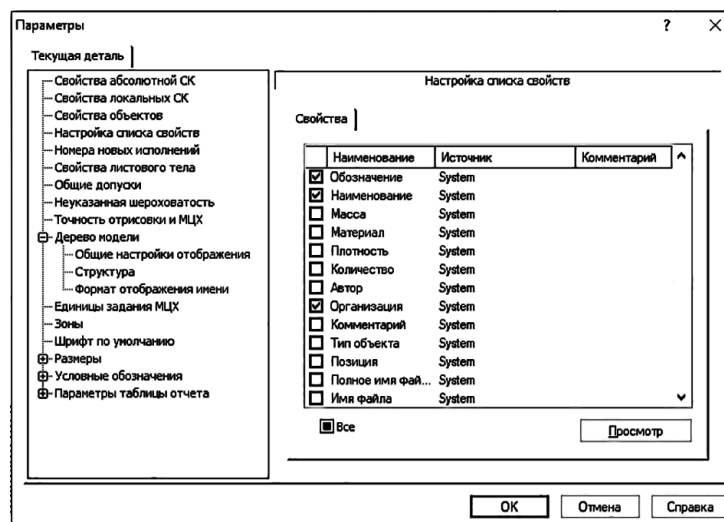 Параметры ? ×
Текущая деталь
Свойства абсолютной СК
Свойства локальных СК
Свойства объектов
Настройка списка свойств
Номера новых исполнений
Свойства листового тела
Общие допуски
Неуказанная шероховатость
Точность отрисовки и МЦХ
Дерево модели
Общие настройки отображения
Структура
Формат отображения имени
Единицы задания МЦХ
Зоны
Шрифт по умолчанию
Размеры
Условные обозначения
Параметры таблицы отчета
Настройка списка свойств
Свойства
Наименование Источник Комментарий
Обозначение System
Наименование System
Масса System
Материал System
Плотность System
Количество System
Автор System
Организация System
Комментарий System
Тип объекта System
Позиция System
Полное имя фай... System
Имя файла System
Все
Просмотр
ОК Отмена Справка